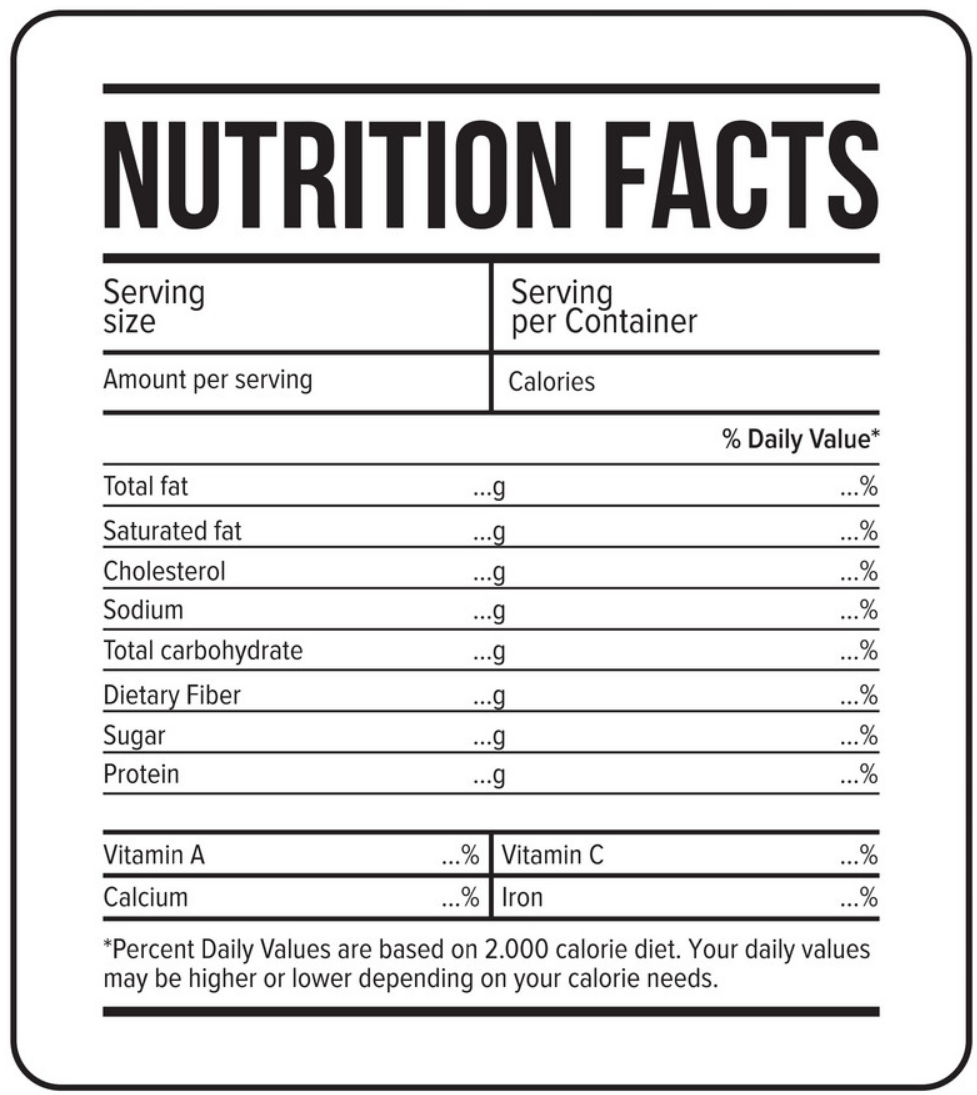 NUTRITION FACTS
Serving
size
Serving
per Container
Amount per serving
Calories
% Daily Value*
Total fat ...g ...%
Saturated fat ...g ...%
Cholesterol ...g ...%
Sodium ...g ...%
Total carbohydrate ...g ...%
Dietary Fiber ...g ...%
Sugar ...g ...%
Protein ...g ...%
Vitamin A ...% Vitamin C ...%
Calcium ...% Iron ...%
*Percent Daily Values are based on 2.000 calorie diet. Your daily values
may be higher or lower depending on your calorie needs.